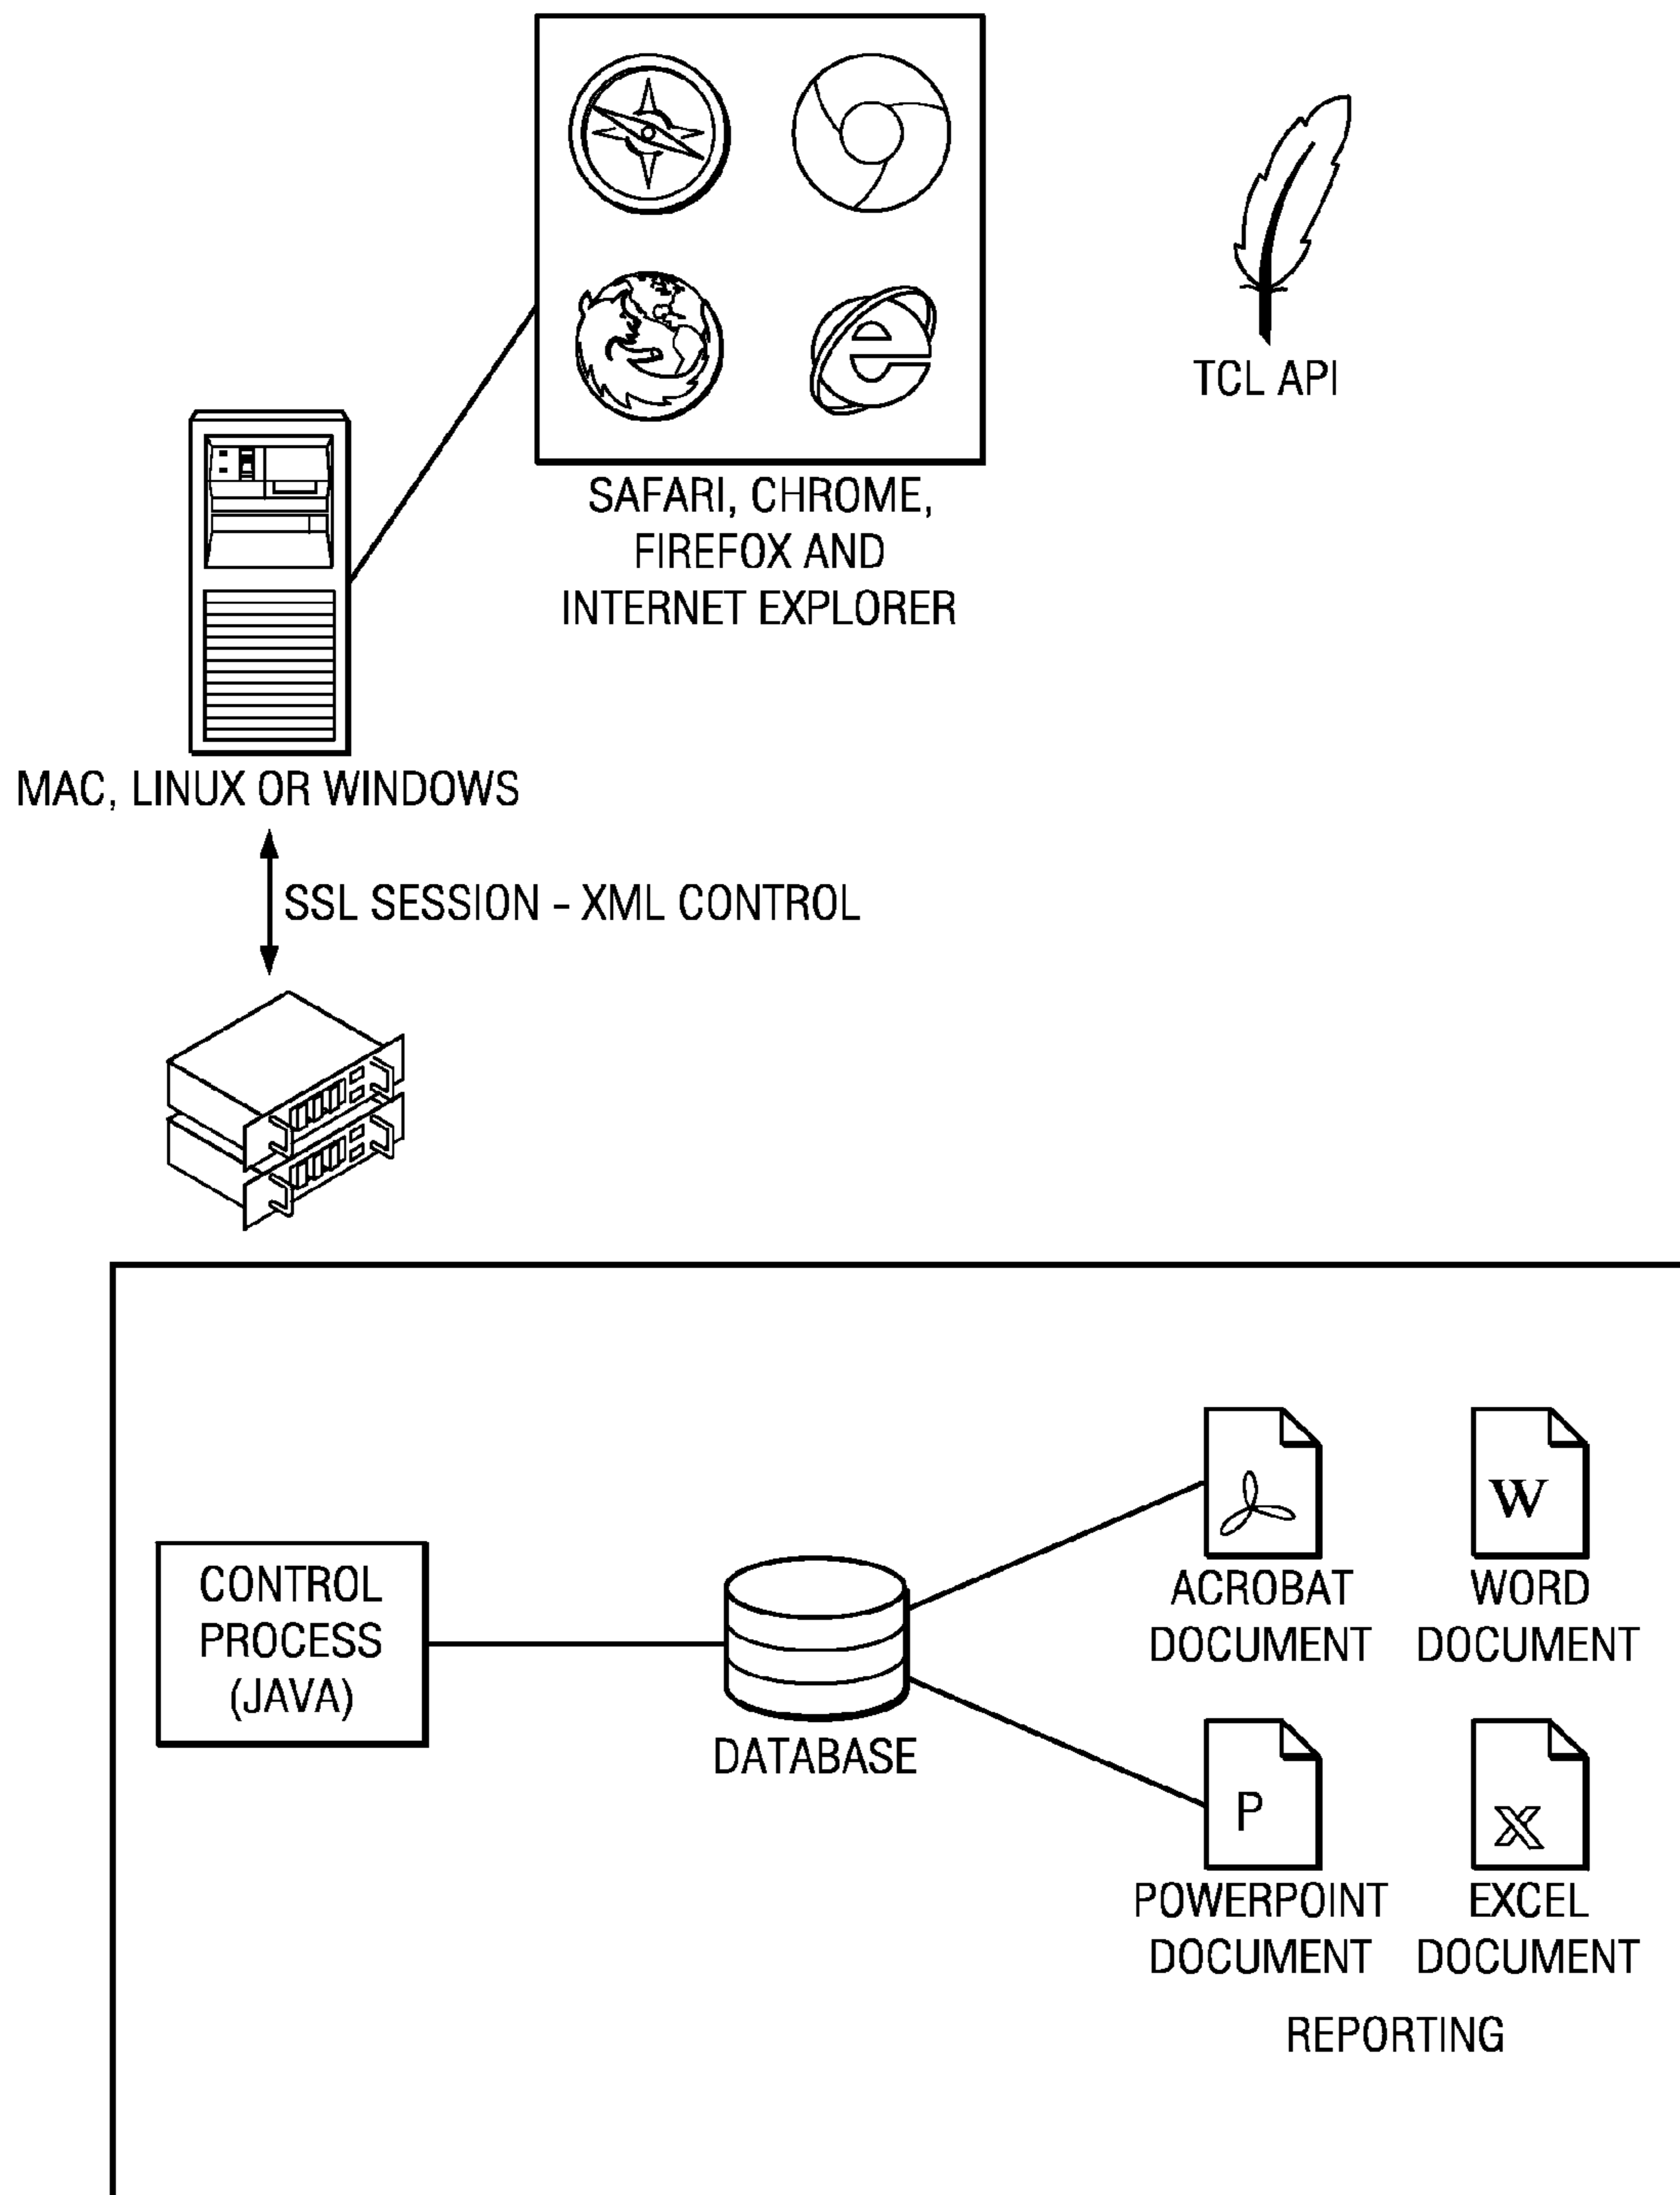 TCL API
SAFARI, CHROME,
FIREFOX AND
INTERNET EXPLORER
MAC, LINUX OR WINDOWS
SSL SESSION - XML CONTROL
CONTROL
PROCESS
(JAVA)
DATABASE
W
ACROBAT
DOCUMENT
WORD
DOCUMENT
P
X
POWERPOINT
DOCUMENT
EXCEL
DOCUMENT
REPORTING